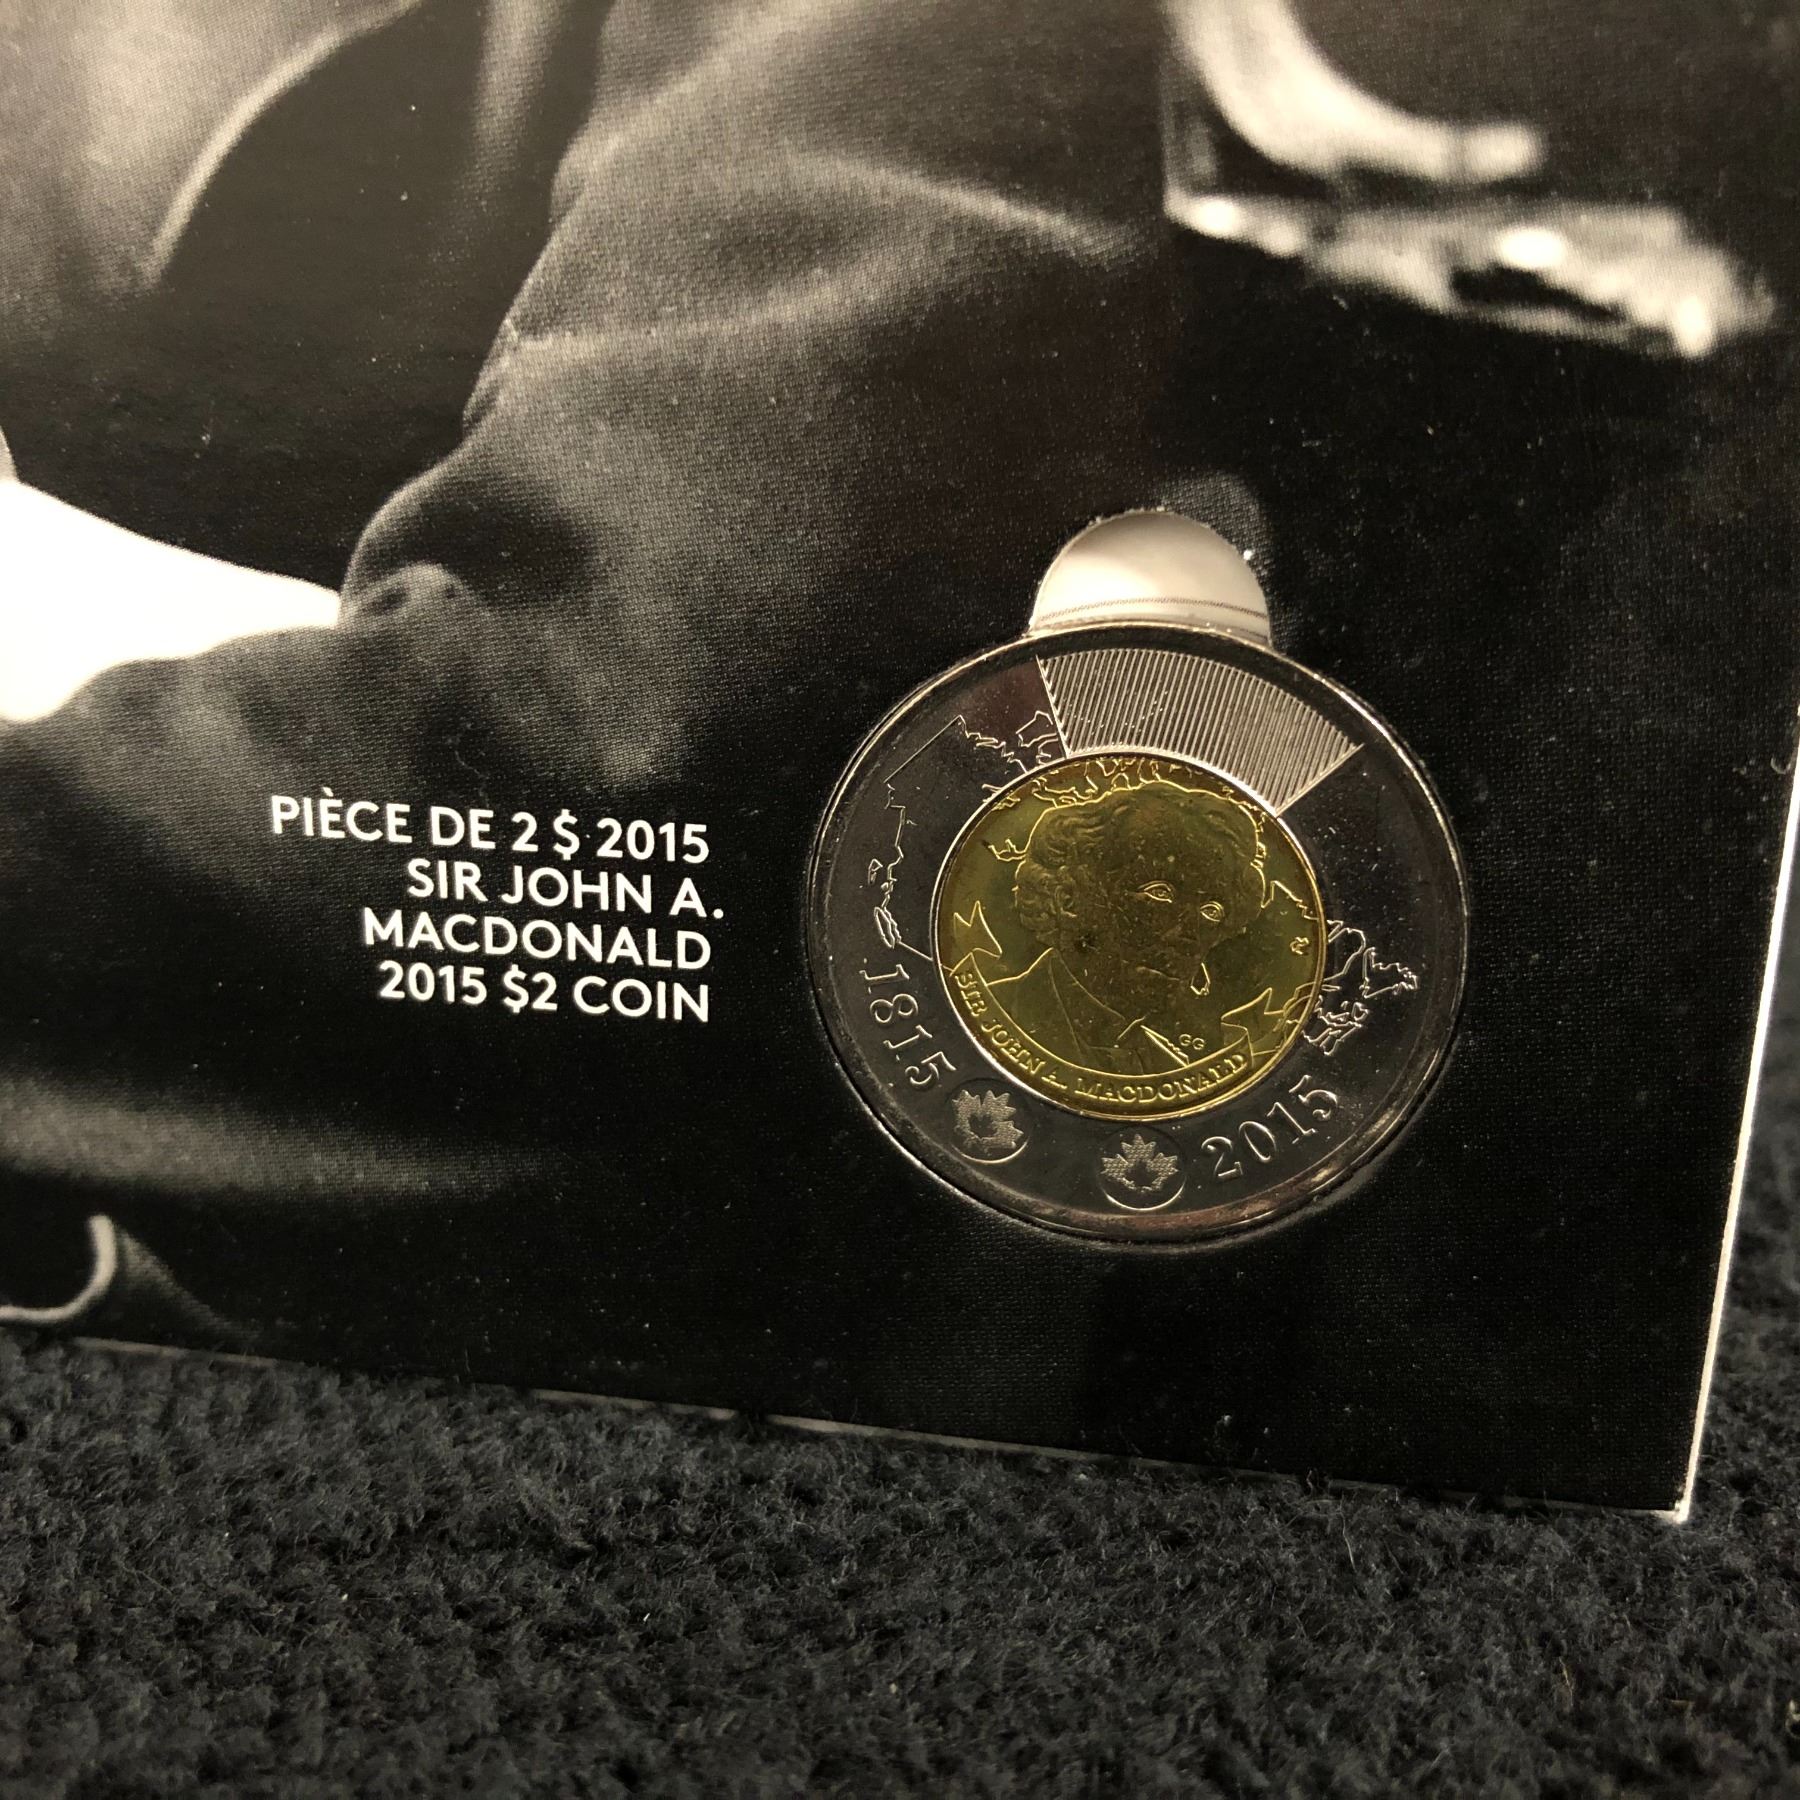 PIÈCE DE 2 $ 2015
SIR JOHN A.
MACDONALD
2015 $2 COIN
SIR JOHN A. MACDONALD
GG
1815
2015